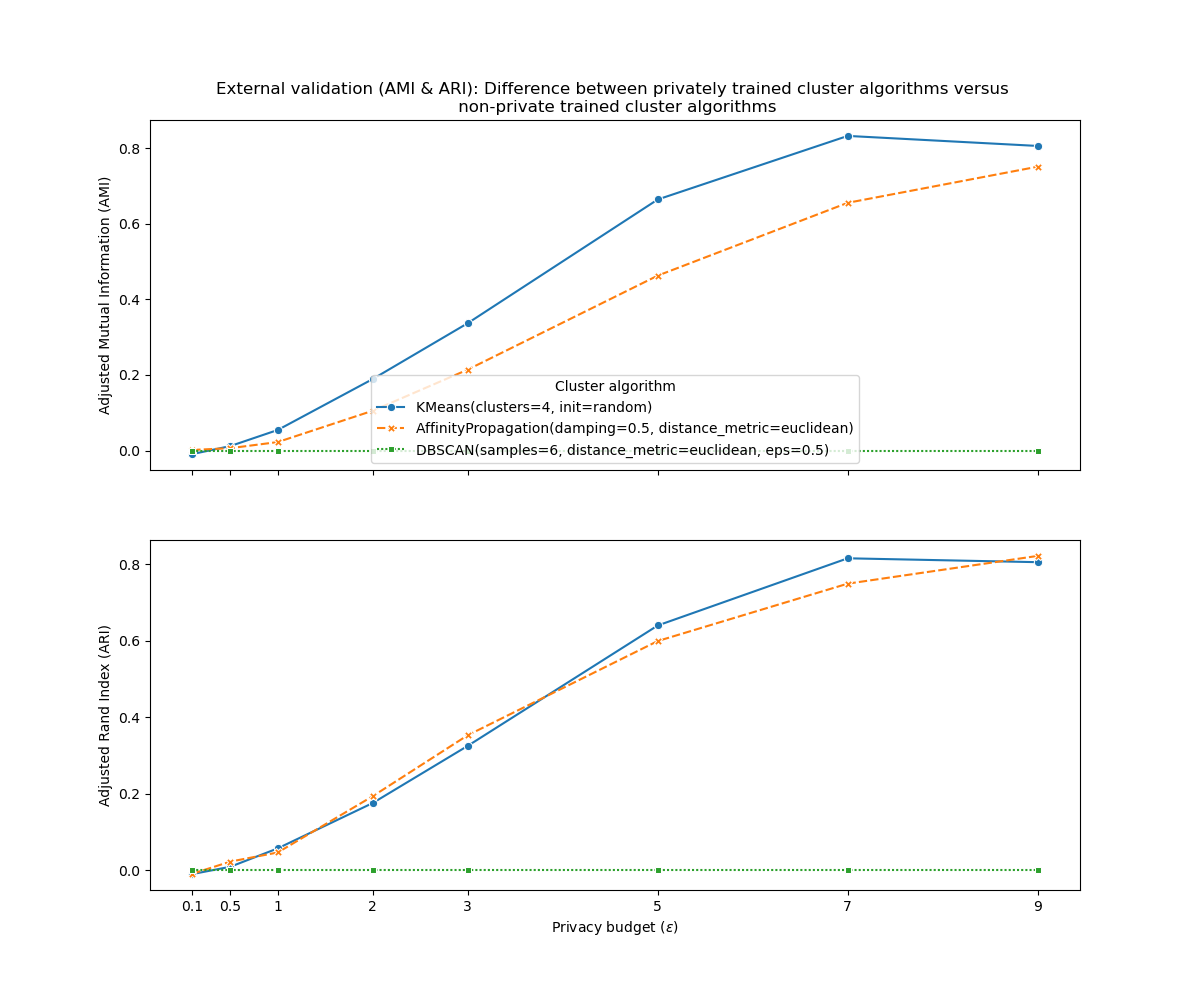 External validation (AMI & ARI): Difference between privately trained cluster algorithms versus
non-private trained cluster algorithms
Adjusted Mutual Information (AMI)
0.8
0.6
0.4
0.2
0.0
Cluster algorithm
KMeans(clusters=4, init=random)
AffinityPropagation(damping=0.5, distance_metric=euclidean)
DBSCAN(samples=6, distance_metric=euclidean, eps=0.5)
Adjusted Rand Index (ARI)
0.8
0.6
0.4
0.2
0.0
0.1 0.5 1 2 3 5 7 9
Privacy budget (ε)